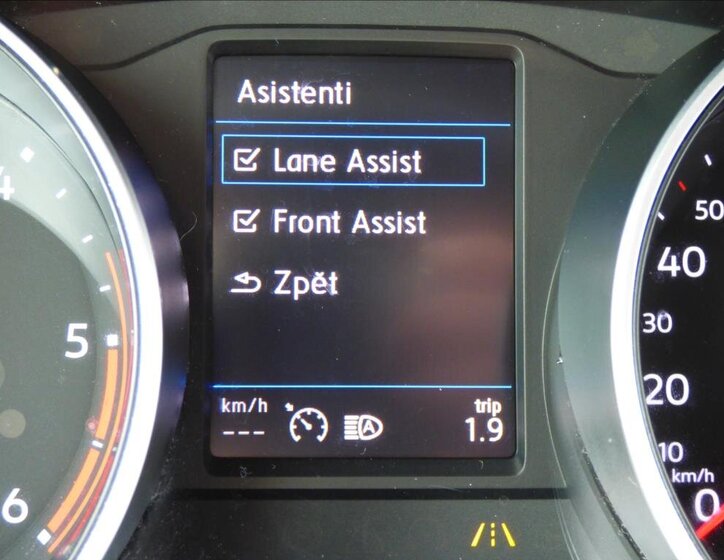 Asistenti
Lane Assist
Front Assist
Zpět
km/h
---
A
trip
1.9
4
5
6
50
40
30
20
10
km/h
0